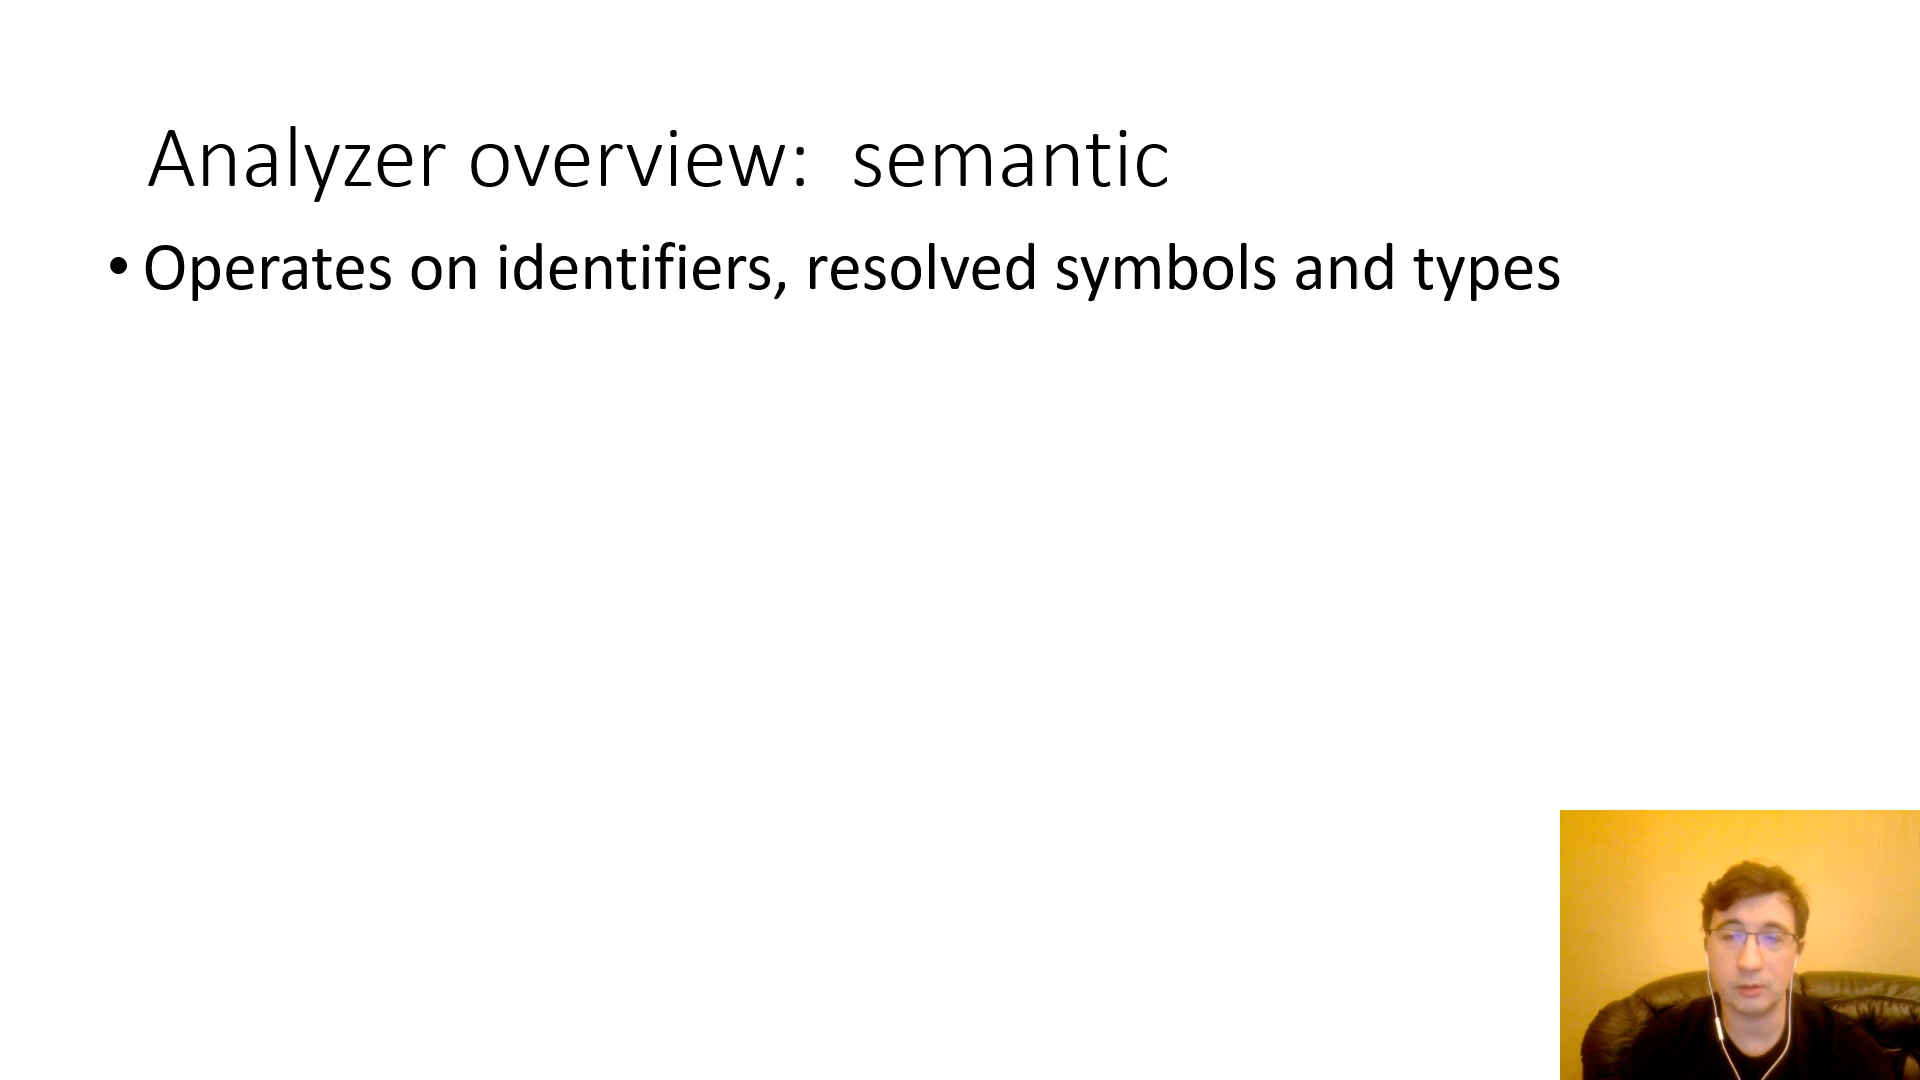 Analyzer overview: semantic
• Operates on identifiers, resolved symbols and types